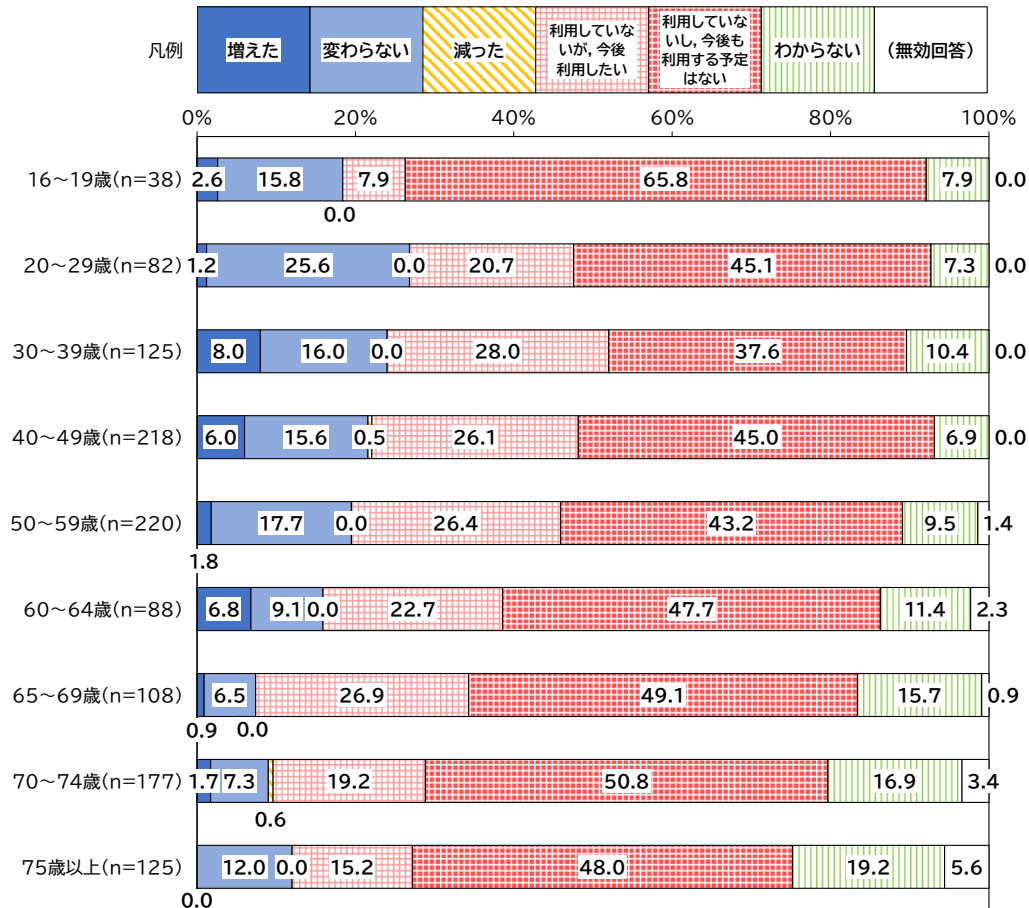 凡例
増えた
変わらない
減った
利用していな
いが，今後
利用したい
利用していな
いし，今後も
利用する予定
はない
わからない
（無効回答）
0% 20% 40% 60% 80% 100%
16～19歳(n=38) 2.6 15.8 7.9 65.8 7.9 0.0
0.0
20～29歳(n=82) 1.2 25.6 0.0 20.7 45.1 7.3 0.0
30～39歳(n=125) 8.0 16.0 0.0 28.0 37.6 10.4 0.0
40～49歳(n=218) 6.0 15.6 0.5 26.1 45.0 6.9 0.0
50～59歳(n=220) 17.7 0.0 26.4 43.2 9.5 1.4
1.8
60～64歳(n=88) 6.8 9.1 0.0 22.7 47.7 11.4 2.3
65～69歳(n=108) 6.5 26.9 49.1 15.7 0.9
0.9 0.0
70～74歳(n=177) 1.7 7.3 19.2 50.8 16.9 3.4
0.6
75歳以上(n=125) 12.0 0.0 15.2 48.0 19.2 5.6
0.0